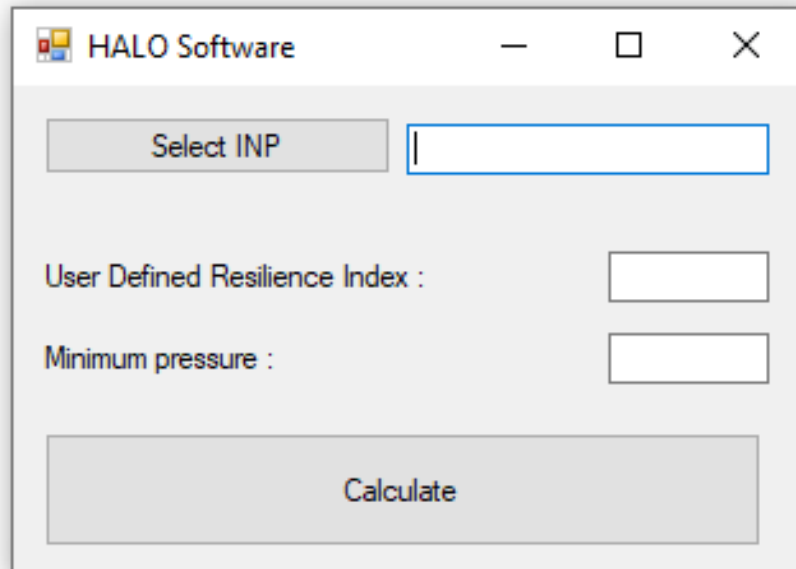 HALO Software
Select INP
User Defined Resilience Index :
Minimum pressure :
Calculate